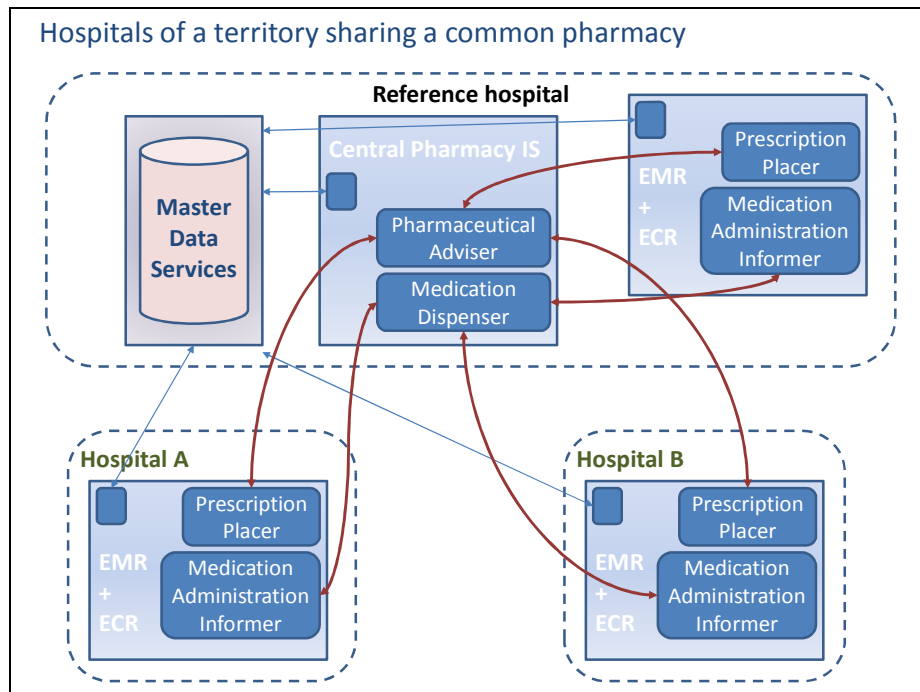 Hospitals of a territory sharing a common pharmacy
Reference hospital
Master
Data
Services
Central Pharmacy IS
Pharmaceutical
Adviser
Medication
Dispenser
EMR
+
ECR
Prescription
Placer
Medication
Administration
Informer
Hospital A
Prescription
Placer
EMR
+
ECR
Medication
Administration
Informer
Hospital B
Prescription
Placer
EMR
+
ECR
Medication
Administration
Informer